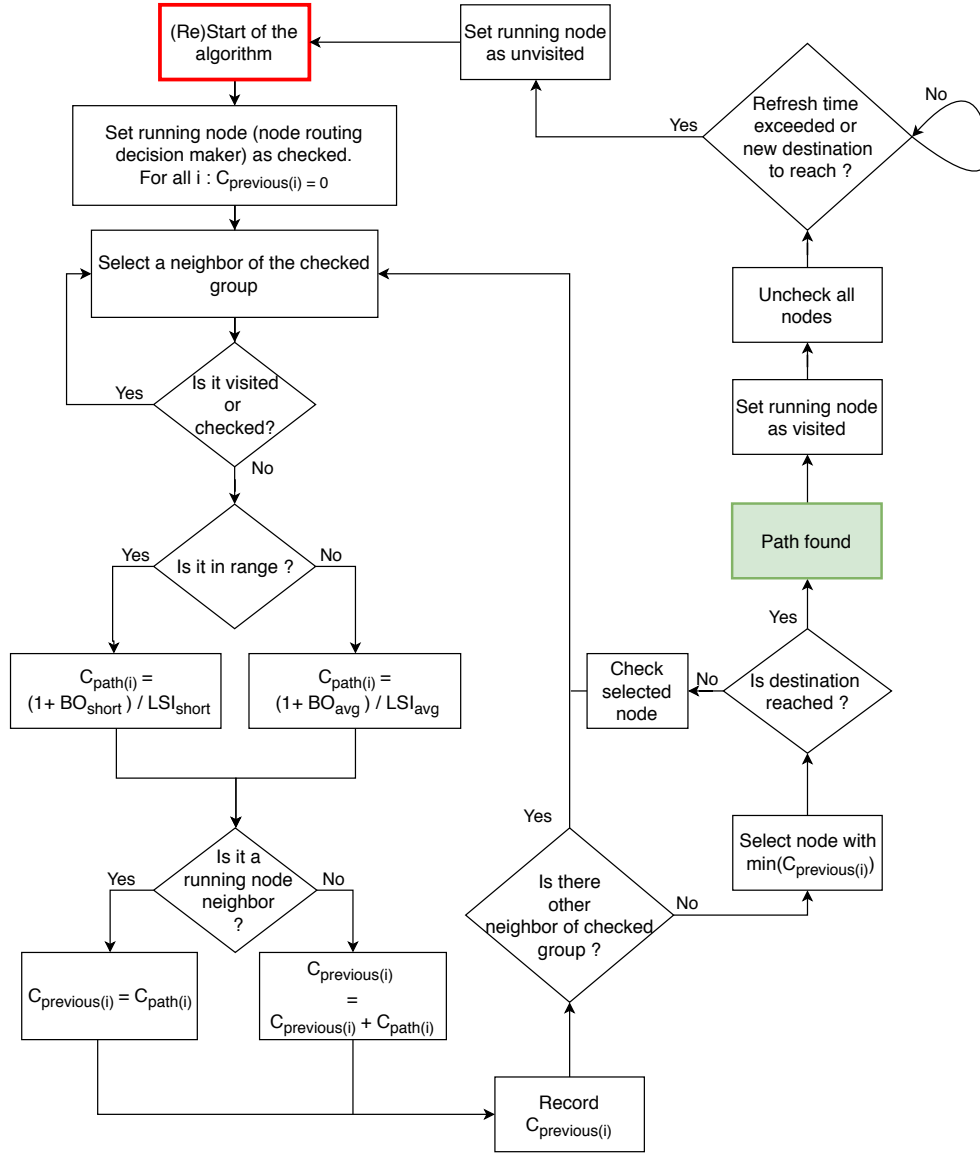 (Re)Start of the
algorithm
Set running node (node routing
decision maker) as checked.
For all i : Cprevious(i) = 0
Select a neighbor of the checked
group
Yes
Is it visited
or
checked?
No
Yes
Is it in range ?
No
Cpath(i) =
(1+ BOshort ) / LSIshort
Cpath(i) =
(1+ BOavg ) / LSIavg
Yes
Is it a
running node
neighbor
?
No
Cprevious(i) = Cpath(i)
Cprevious(i)
=
Cprevious(i) + Cpath(i)
Record
Cprevious(i)
Yes
Is there
other
neighbor of checked
group ?
No
Select node with
min(Cprevious(i))
Is destination
reached ?
No
Check
selected
node
Yes
Path found
Set running node
as visited
Uncheck all
nodes
Refresh time
exceeded or
new destination
to reach ?
No
Yes
Set running node
as unvisited